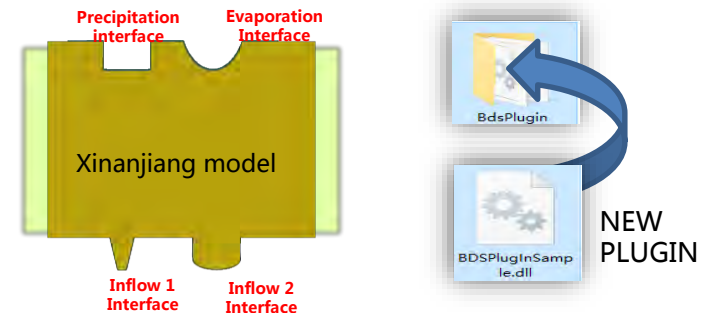 Precipitation
interface
Evaporation
Interface
Xinanjiang model
Inflow 1
Interface
Inflow 2
Interface
BdsPlugin
BDSPlugInSamp
le.dll
NEW
PLUGIN